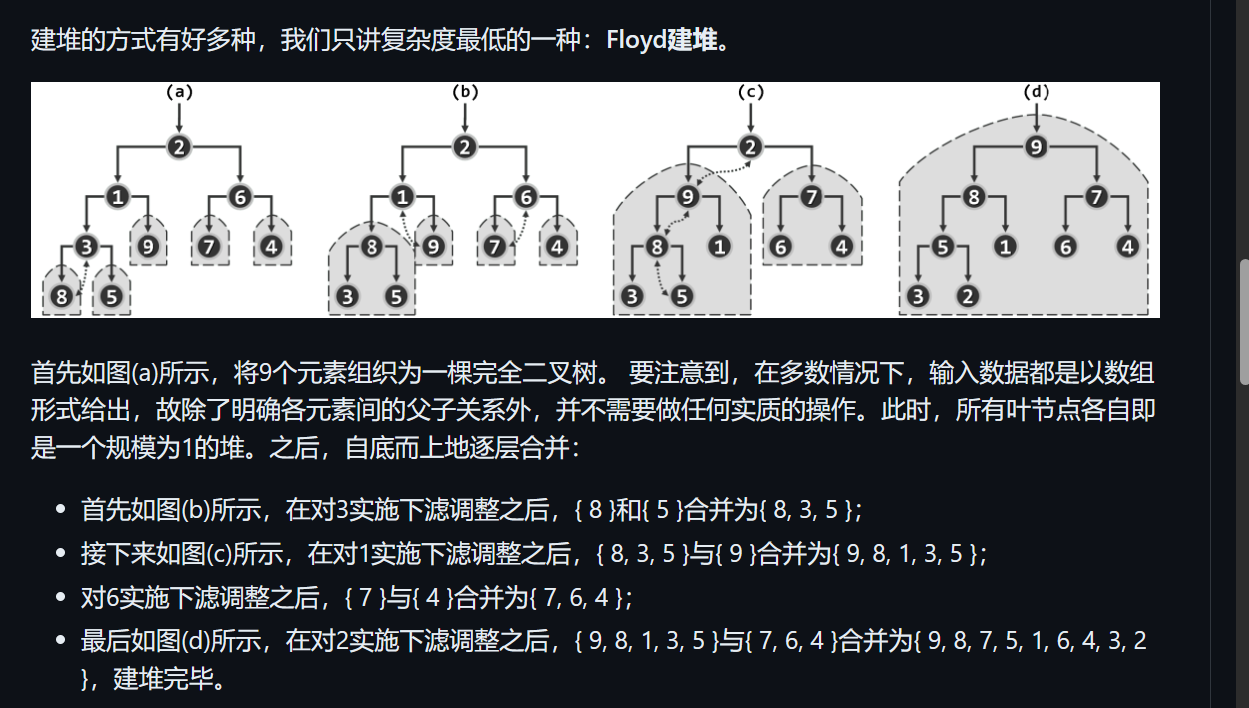 建堆的方式有好多种，我们只讲复杂度最低的一种：Floyd建堆。
(a) (b) (c) (d)
2 2 2 9
1 6 1 6 9 7 8 7
3 9 7 4 8 9 7 4 8 1 6 4 5 1 6 4
8 5 3 5 3 5 3 2
首先如图(a)所示，将9个元素组织为一棵完全二叉树。 要注意到，在多数情况下，输入数据都是以数组
形式给出，故除了明确各元素间的父子关系外，并不需要做任何实质的操作。此时，所有叶节点各自即
是一个规模为1的堆。之后，自底而上地逐层合并：
• 首先如图(b)所示，在对3实施下滤调整之后，{ 8 }和{ 5 }合并为{ 8, 3, 5 }；
• 接下来如图(c)所示，在对1实施下滤调整之后，{ 8, 3, 5 }与{ 9 }合并为{ 9, 8, 1, 3, 5 }；
• 对6实施下滤调整之后，{ 7 }与{ 4 }合并为{ 7, 6, 4 }；
• 最后如图(d)所示，在对2实施下滤调整之后，{ 9, 8, 1, 3, 5 }与{ 7, 6, 4 }合并为{ 9, 8, 7, 5, 1, 6, 4, 3, 2
}，建堆完毕。